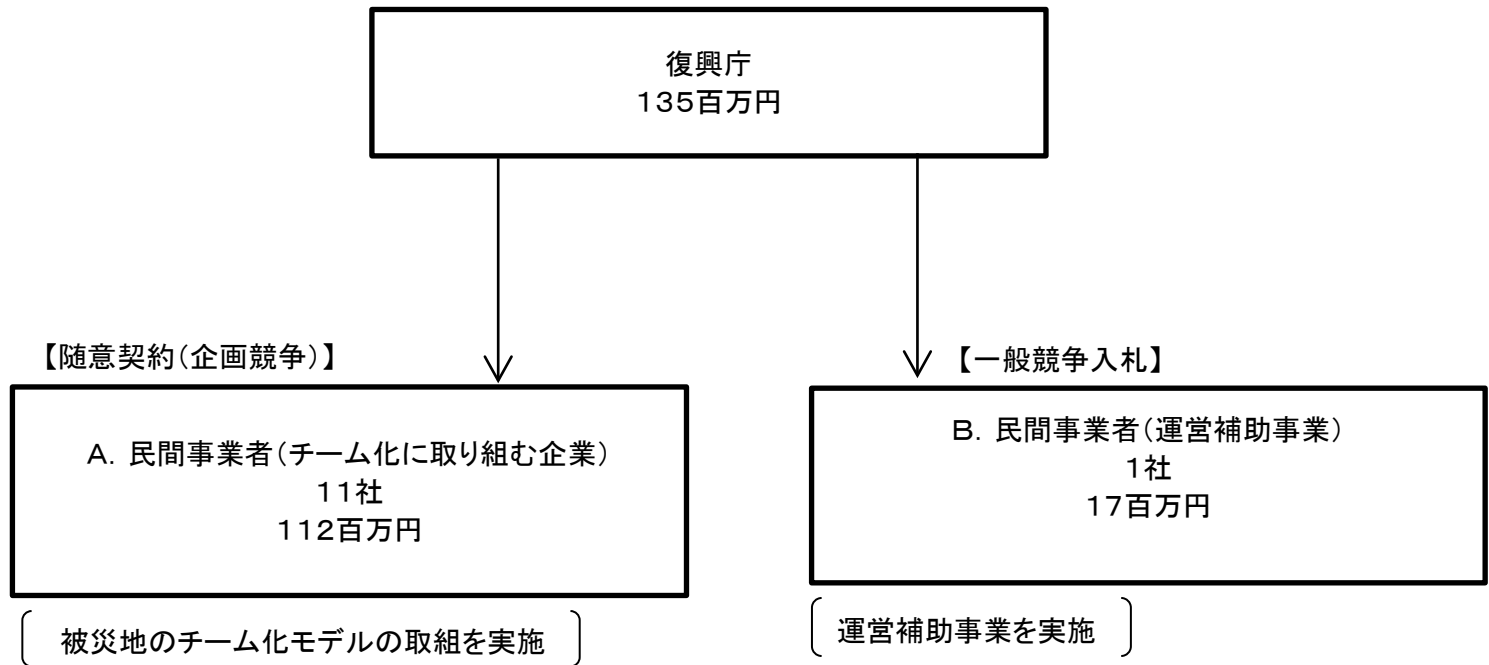 復興庁
135百万円
【随意契約(企画競争)】
【一般競争入札】
A. 民間事業者(チーム化に取り組む企業)
11社
112百万円
B. 民間事業者(運営補助事業)
1社
17百万円
被災地のチーム化モデルの取組を実施
運営補助事業を実施